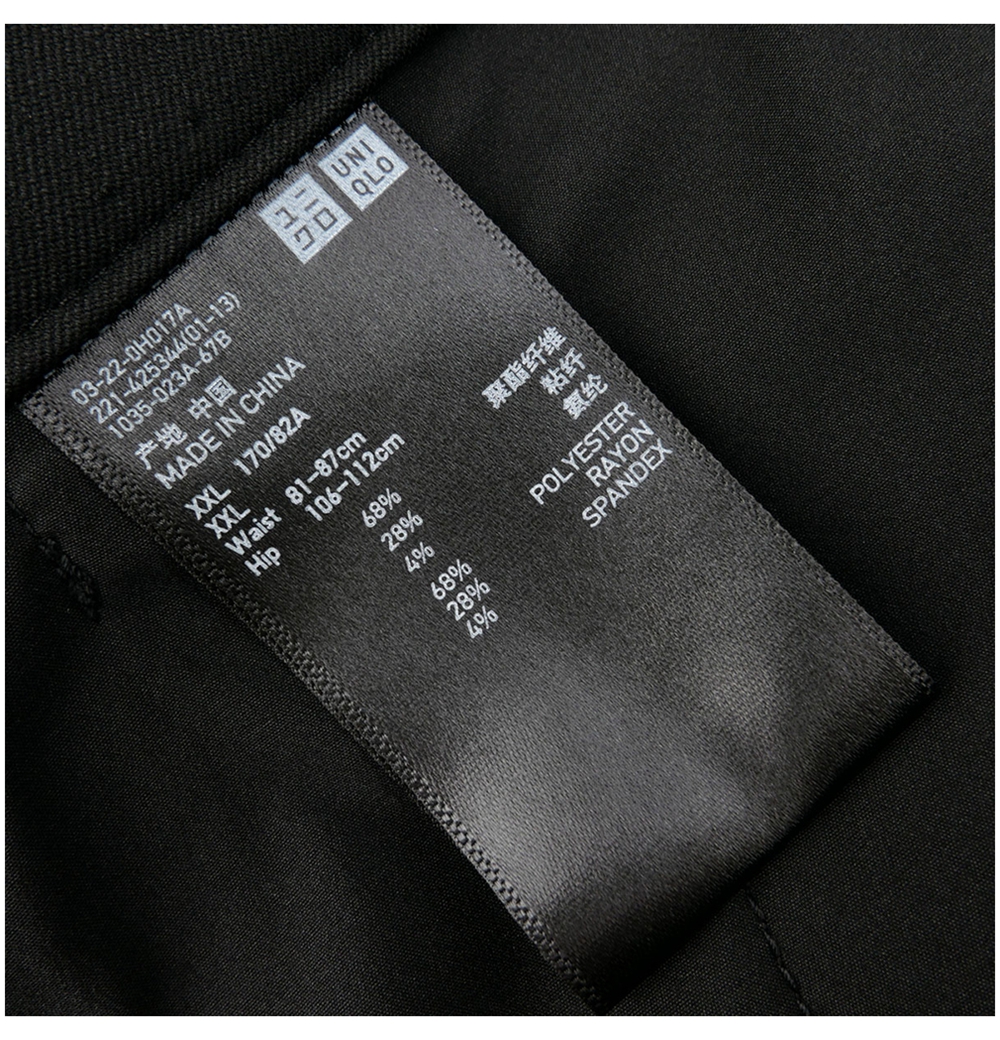 ユニ
クロ
UNI
QLO
03-22-0H017A
221-425344(01-13)
1035-023A-67B
产地 中国
MADE IN CHINA
XXL 170/82A
XXL
Waist 81-87cm
Hip 106-112cm
68% 聚酯纤维
28% 粘纤
4% 氨纶
68% POLYESTER
28% RAYON
4% SPANDEX